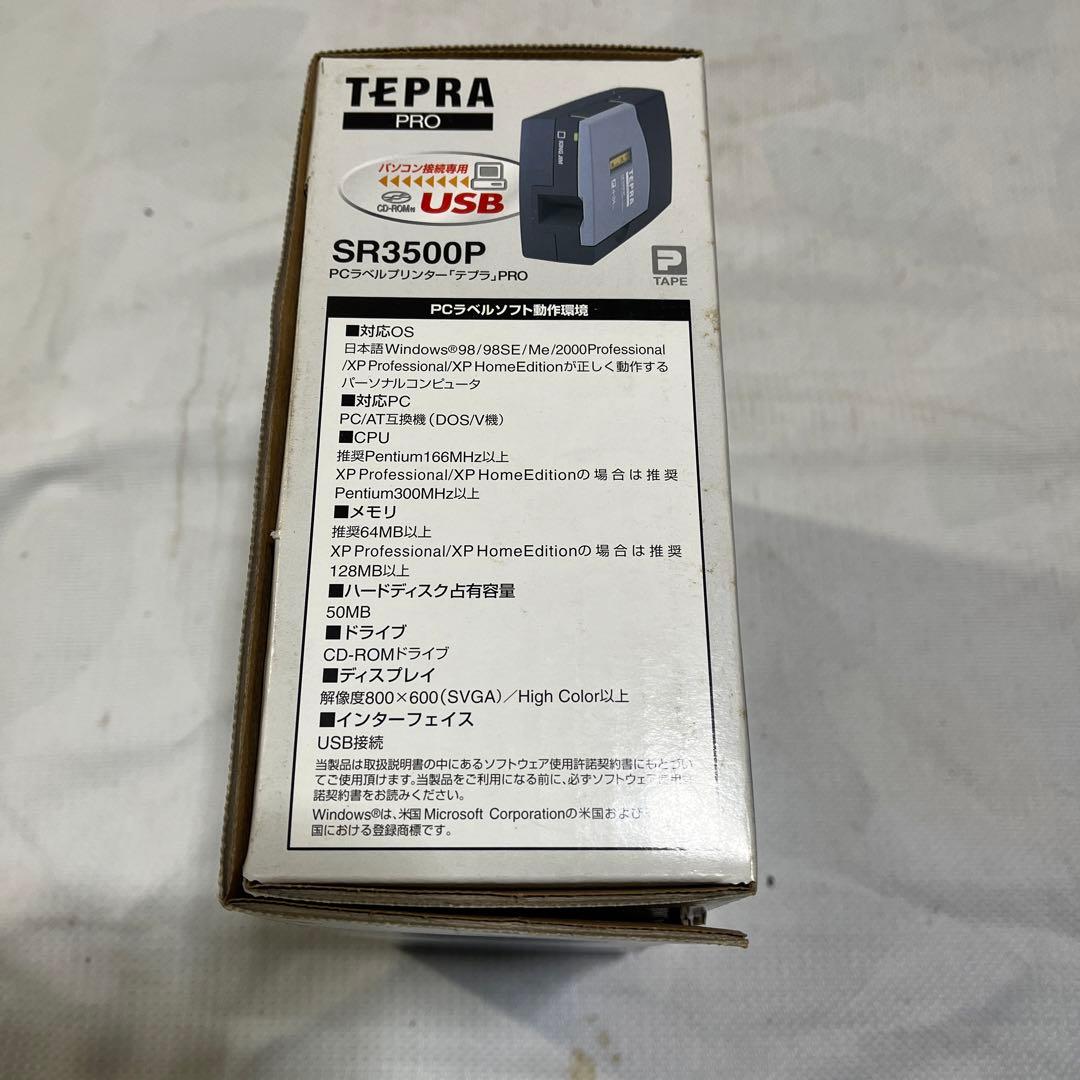 TEPRA
PRO
パソコン接続専用
CD-ROM付
USB
KING JIM
TEPRA
SR3500P
PCラベルプリンター「テプラ」PRO
P
TAPE
PCラベルソフト動作環境
■対応OS
日本語Windows®98/98SE/Me/2000Professional
/XP Professional/XP HomeEditionが正しく動作する
パーソナルコンピュータ
■対応PC
PC/AT互換機(DOS/V機)
■CPU
推奨Pentium166MHz以上
XP Professional/XP HomeEditionの場合は推奨
Pentium300MHz以上
■メモリ
推奨64MB以上
XP Professional/XP HomeEditionの場合は推奨
128MB以上
■ハードディスク占有容量
50MB
■ドライブ
CD-ROMドライブ
■ディスプレイ
解像度800×600(SVGA)/High Color以上
■インターフェイス
USB接続
当製品は取扱説明書の中にあるソフトウェア使用許諾契約書にもとづい
てご使用頂けます。当製品をご利用になる前に、必ずソフトウェア使用
諾契約書をお読みください。
Windows®は、米国 Microsoft Corporationの米国および
国における登録商標です。